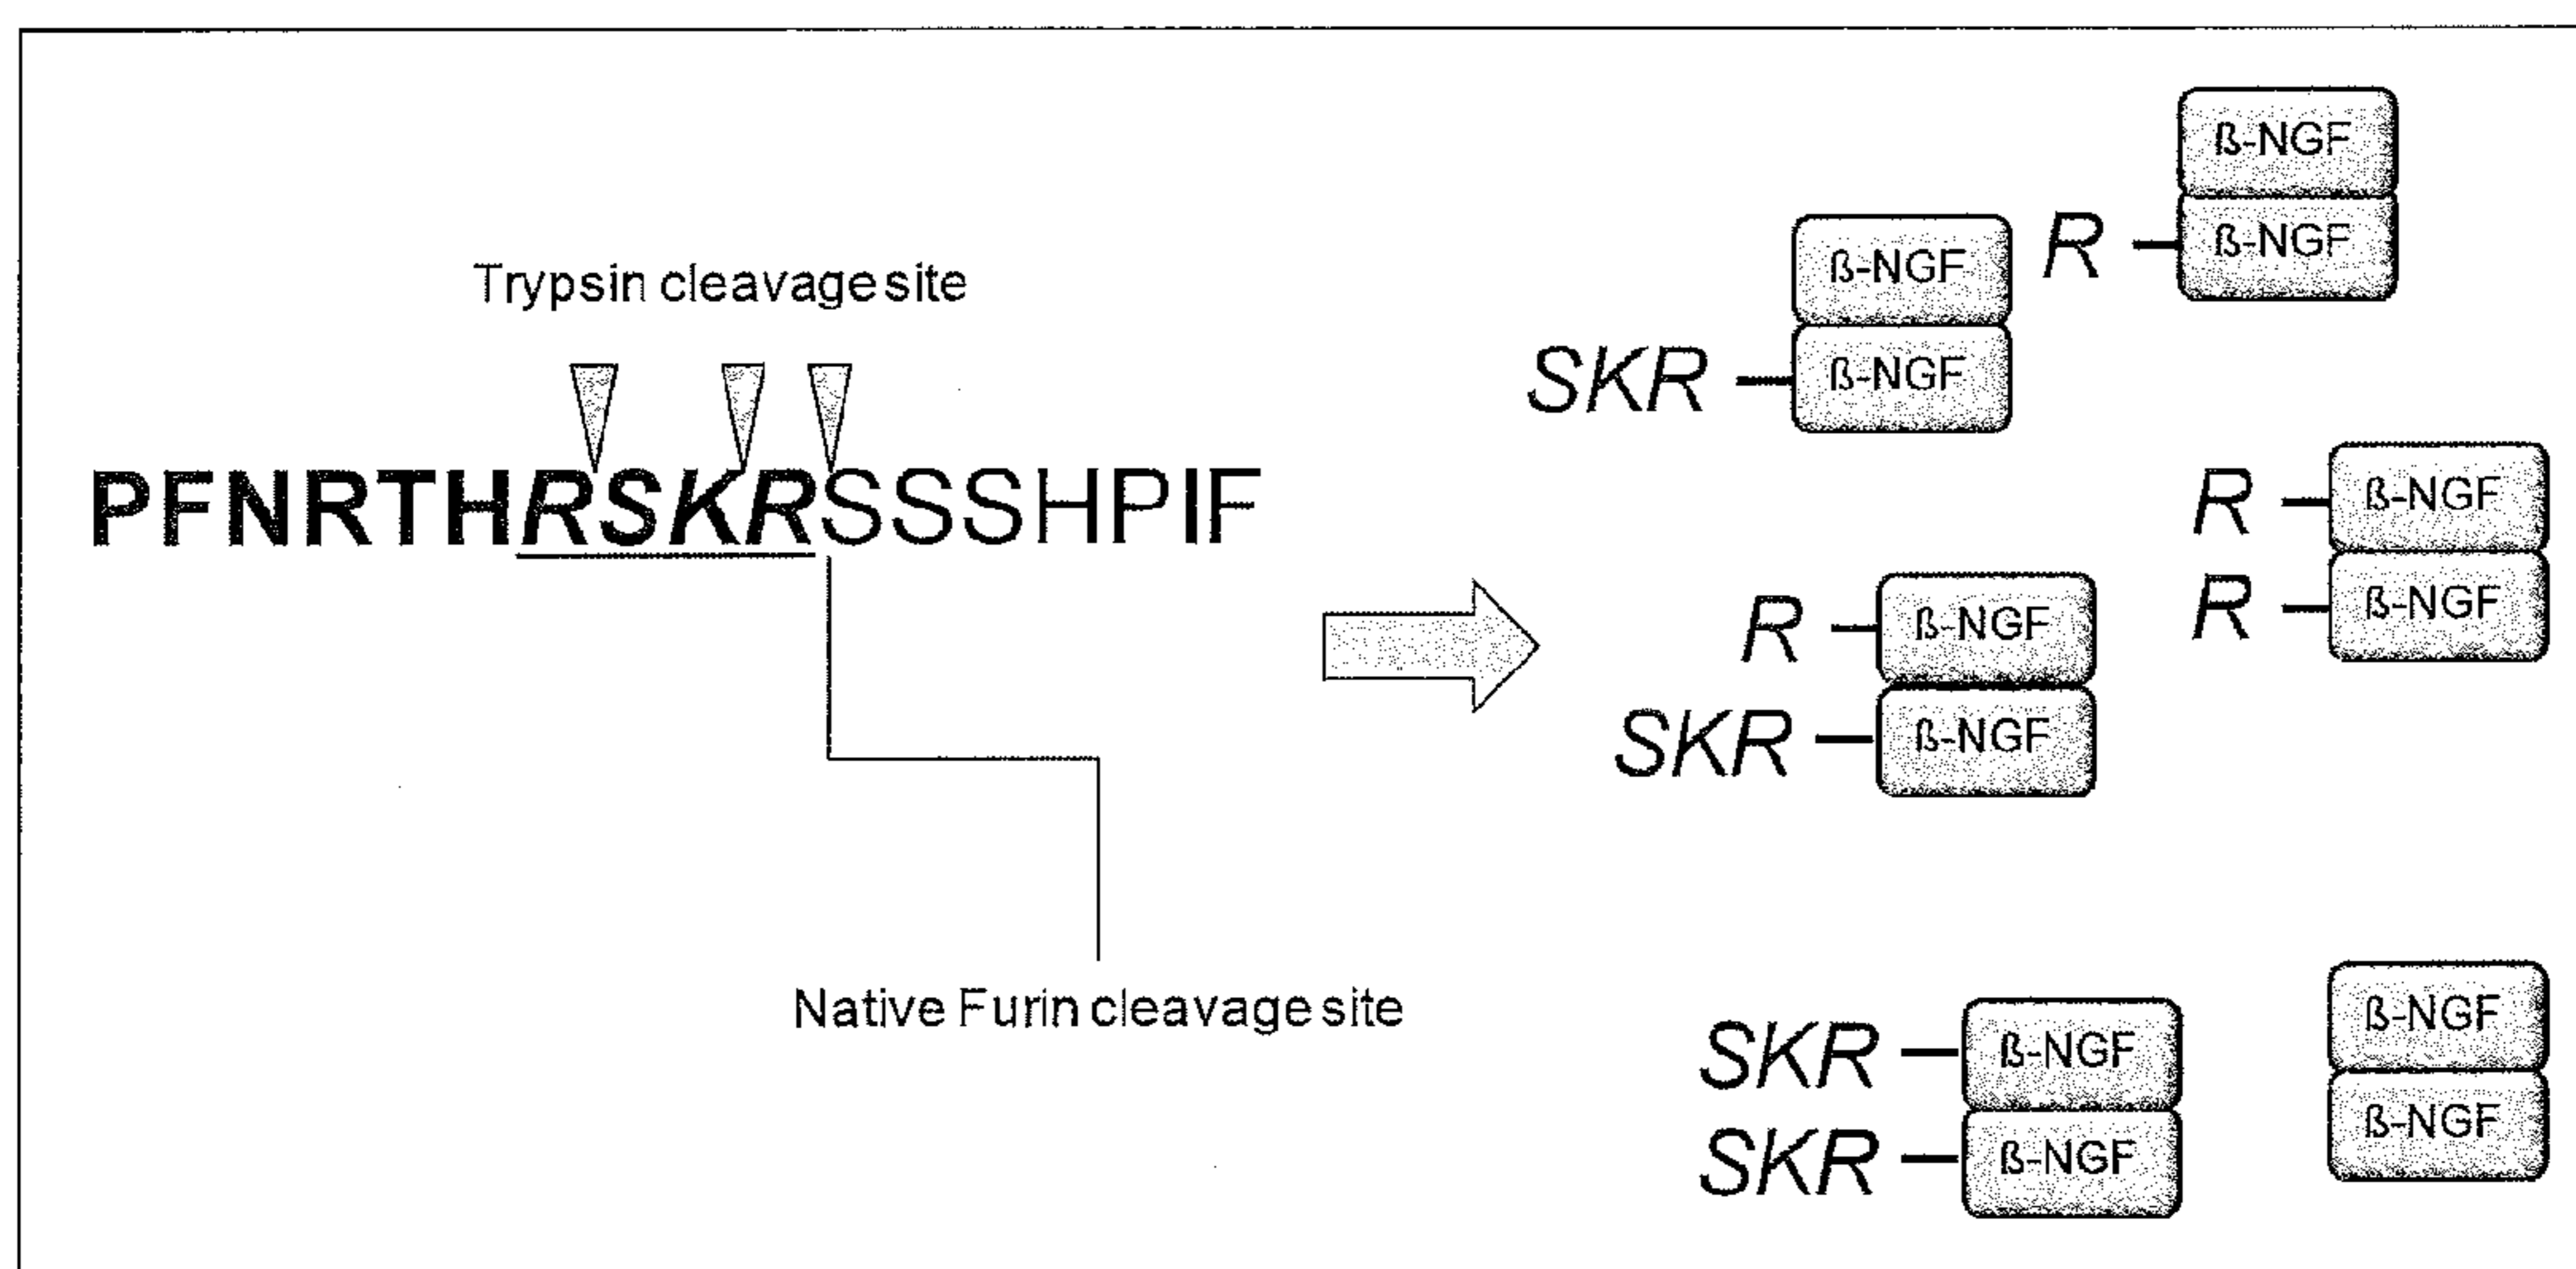 Trypsin cleavage site
PFNRTHRSKRSSSHPIF
Native Furin cleavage site
ß-NGF
R ß-NGF
ß-NGF
SKR ß-NGF
R ß-NGF
R ß-NGF
R ß-NGF
SKR ß-NGF
SKR ß-NGF
SKR ß-NGF
ß-NGF
ß-NGF